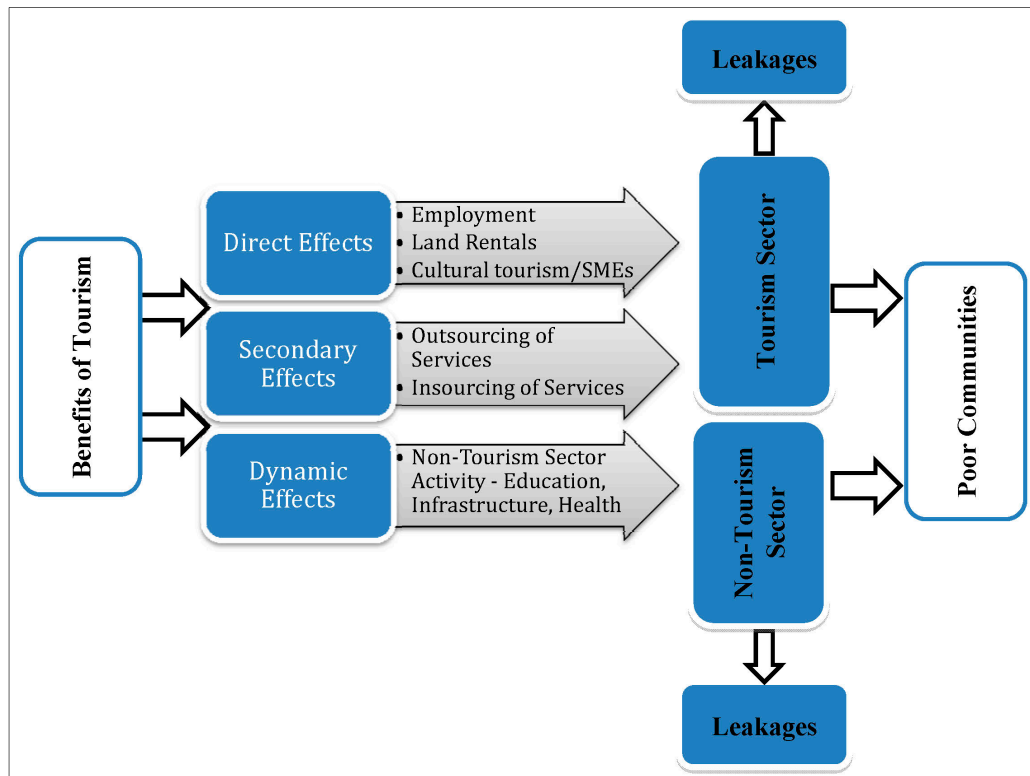 Benefits of Tourism
Direct Effects
• Employment
• Land Rentals
• Cultural tourism/SMEs
Secondary
Effects
• Outsourcing of
Services
• Insourcing of Services
Dynamic
Effects
• Non-Tourism Sector
Activity - Education,
Infrastructure, Health
Leakages
Tourism Sector
Non-Tourism
Sector
Leakages
Poor Communities